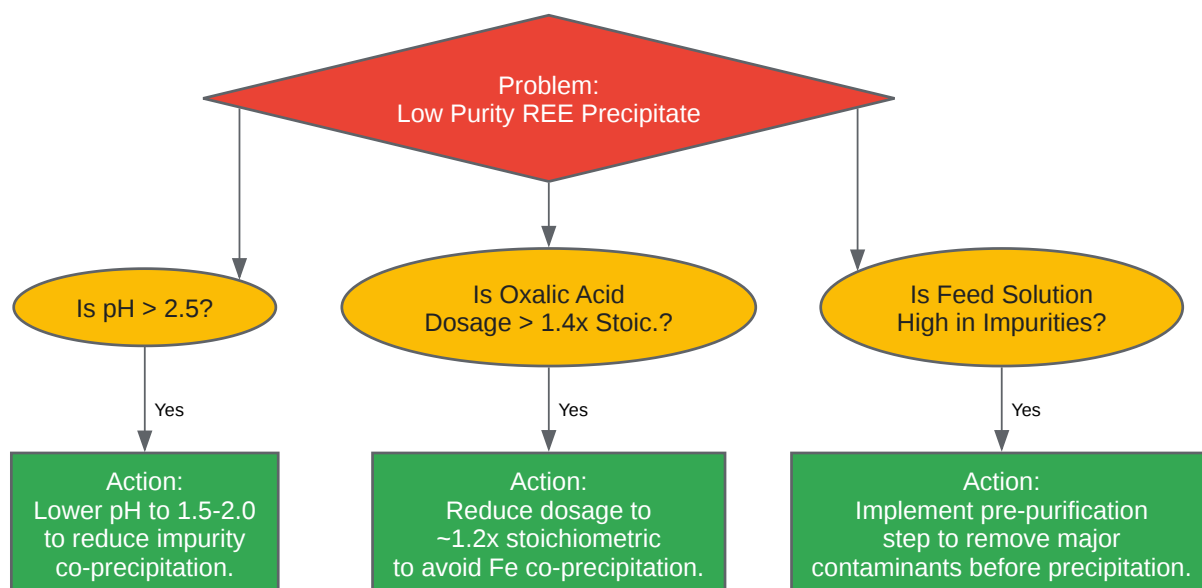 Problem:
Low Purity REE Precipitate
Is pH > 2.5?
Is Oxalic Acid
Dosage > 1.4x Stoic.?
Is Feed Solution
High in Impurities?
Yes
Yes
Yes
Action:
Lower pH to 1.5-2.0
to reduce impurity
co-precipitation.
Action:
Reduce dosage to
~1.2x stoichiometric
to avoid Fe co-precipitation.
Action:
Implement pre-purification
step to remove major
contaminants before precipitation.